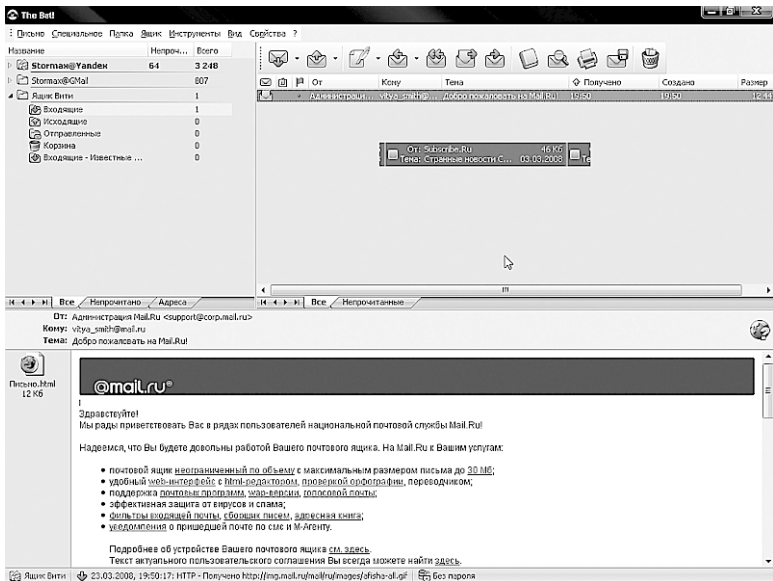 The Bat!
Письмо Специальное Папка Ящик Инструменты Вид Свойства ?
Название Непроч... Всего
Stormax@Yandex 64 3 248
Stormax@GMail 807
Ящик Вити 1
Входящие 1
Исходящие 0
Отправленные 0
Корзина 0
Входящие - Известные ... 0
От Кому Тема Получено Создано Размер
Администраци... vitya_smith@... Добро пожаловать на Mail.Ru! 19:50 19:50
От: Subscribe.Ru 46 Кб
Тема: Странные новости С... 03.03.2008
Те
Все Непрочитано Адреса
Все Непрочитанные
От: Администрация Mail.Ru <support@corp.mail.ru>
Кому: vitya_smith@mail.ru
Тема: Добро пожаловать на Mail.Ru!
Письмо.html
12 Кб
@mail.ru®
Здравствуйте!
Мы рады приветствовать Вас в рядах пользователей национальной почтовой службы Mail.Ru!
Надеемся, что Вы будете довольны работой Вашего почтового ящика. На Mail.Ru к Вашим услугам:
• почтовый ящик неограниченный по объему с максимальным размером письма до 30 Мб;
• удобный web-интерфейс с html-редактором, проверкой орфографии, переводчиком;
• поддержка почтовых программ, wap-версии, голосовой почты;
• эффективная защита от вирусов и спама;
• фильтры входящей почты, сборщик писем, адресная книга;
• уведомления о пришедшей почте по смс и М-Агенту.
Подробнее об устройстве Вашего почтового ящика см. здесь.
Текст актуального пользовательского соглашения Вы всегда можете найти здесь.
Ящик Вити 23.03.2008, 19:50:17: HTTP - Получено http://img.mail.ru/mail/ru/images/afisha-all.gif Без пароля